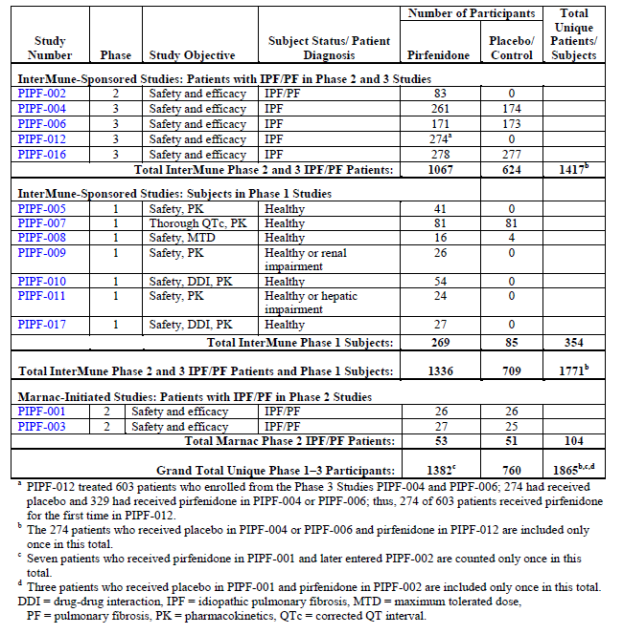 Number of Participants Total
Unique
Study Subject Status/ Patient Placebo/ Patients/
Number Phase Study Objective Diagnosis Pirfenidone Control Subjects
InterMune-Sponsored Studies: Patients with IPF/PF in Phase 2 and 3 Studies
PIPF-002 2 Safety and efficacy IPF/PF 83 0
PIPF-004 3 Safety and efficacy IPF 261 174
PIPF-006 3 Safety and efficacy IPF 171 173
PIPF-012 3 Safety and efficacy IPF 274a 0
PIPF-016 3 Safety and efficacy IPF 278 277
Total InterMune Phase 2 and 3 IPF/PF Patients: 1067 624 1417b
InterMune-Sponsored Studies: Subjects in Phase 1 Studies
PIPF-005 1 Safety, PK Healthy 41 0
PIPF-007 1 Thorough QTc, PK Healthy 81 81
PIPF-008 1 Safety, MTD Healthy 16 4
PIPF-009 1 Safety, PK Healthy or renal 26 0
impairment
PIPF-010 1 Safety, DDI, PK Healthy 54 0
PIPF-011 1 Safety, PK Healthy or hepatic 24 0
impairment
PIPF-017 1 Safety, DDI, PK Healthy 27 0
Total InterMune Phase 1 Subjects: 269 85 354
Total InterMune Phase 2 and 3 IPF/PF Patients and Phase 1 Subjects: 1336 709 1771b
Marnac-Initiated Studies: Patients with IPF/PF in Phase 2 Studies
PIPF-001 2 Safety and efficacy IPF/PF 26 26
PIPF-003 2 Safety and efficacy IPF/PF 27 25
Total Marnac Phase 2 IPF/PF Patients: 53 51 104
Grand Total Unique Phase 1–3 Participants: 1382c 760 1865b,c,d
a PIPF-012 treated 603 patients who enrolled from the Phase 3 Studies PIPF-004 and PIPF-006; 274 had received
placebo and 329 had received pirfenidone in PIPF-004 or PIPF-006; thus, 274 of 603 patients received pirfenidone
for the first time in PIPF-012.
b The 274 patients who received placebo in PIPF-004 or PIPF-006 and pirfenidone in PIPF-012 are included only
once in this total.
c Seven patients who received pirfenidone in PIPF-001 and later entered PIPF-002 are counted only once in this
total.
d Three patients who received placebo in PIPF-001 and pirfenidone in PIPF-002 are included only once in this total.
DDI = drug-drug interaction, IPF = idiopathic pulmonary fibrosis, MTD = maximum tolerated dose,
PF = pulmonary fibrosis, PK = pharmacokinetics, QTc = corrected QT interval.